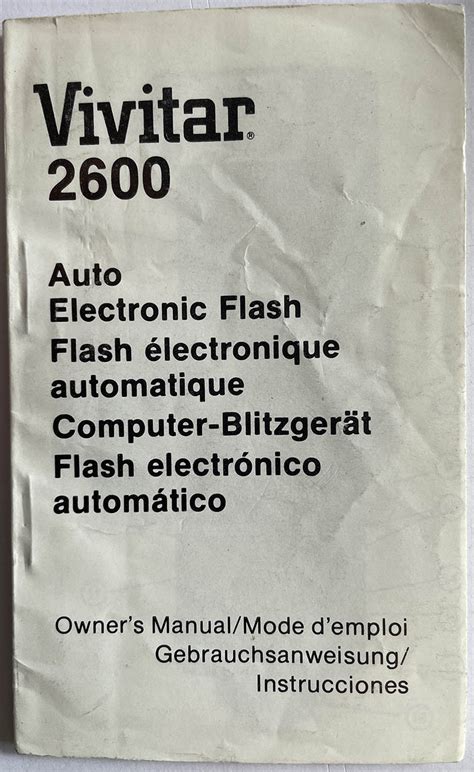 Vivitar®
2600
Auto
Electronic Flash
Flash électronique
automatique
Computer-Blitzgerät
Flash electrónico
automático
Owner's Manual/Mode d'emploi
Gebrauchsanweisung/
Instrucciones